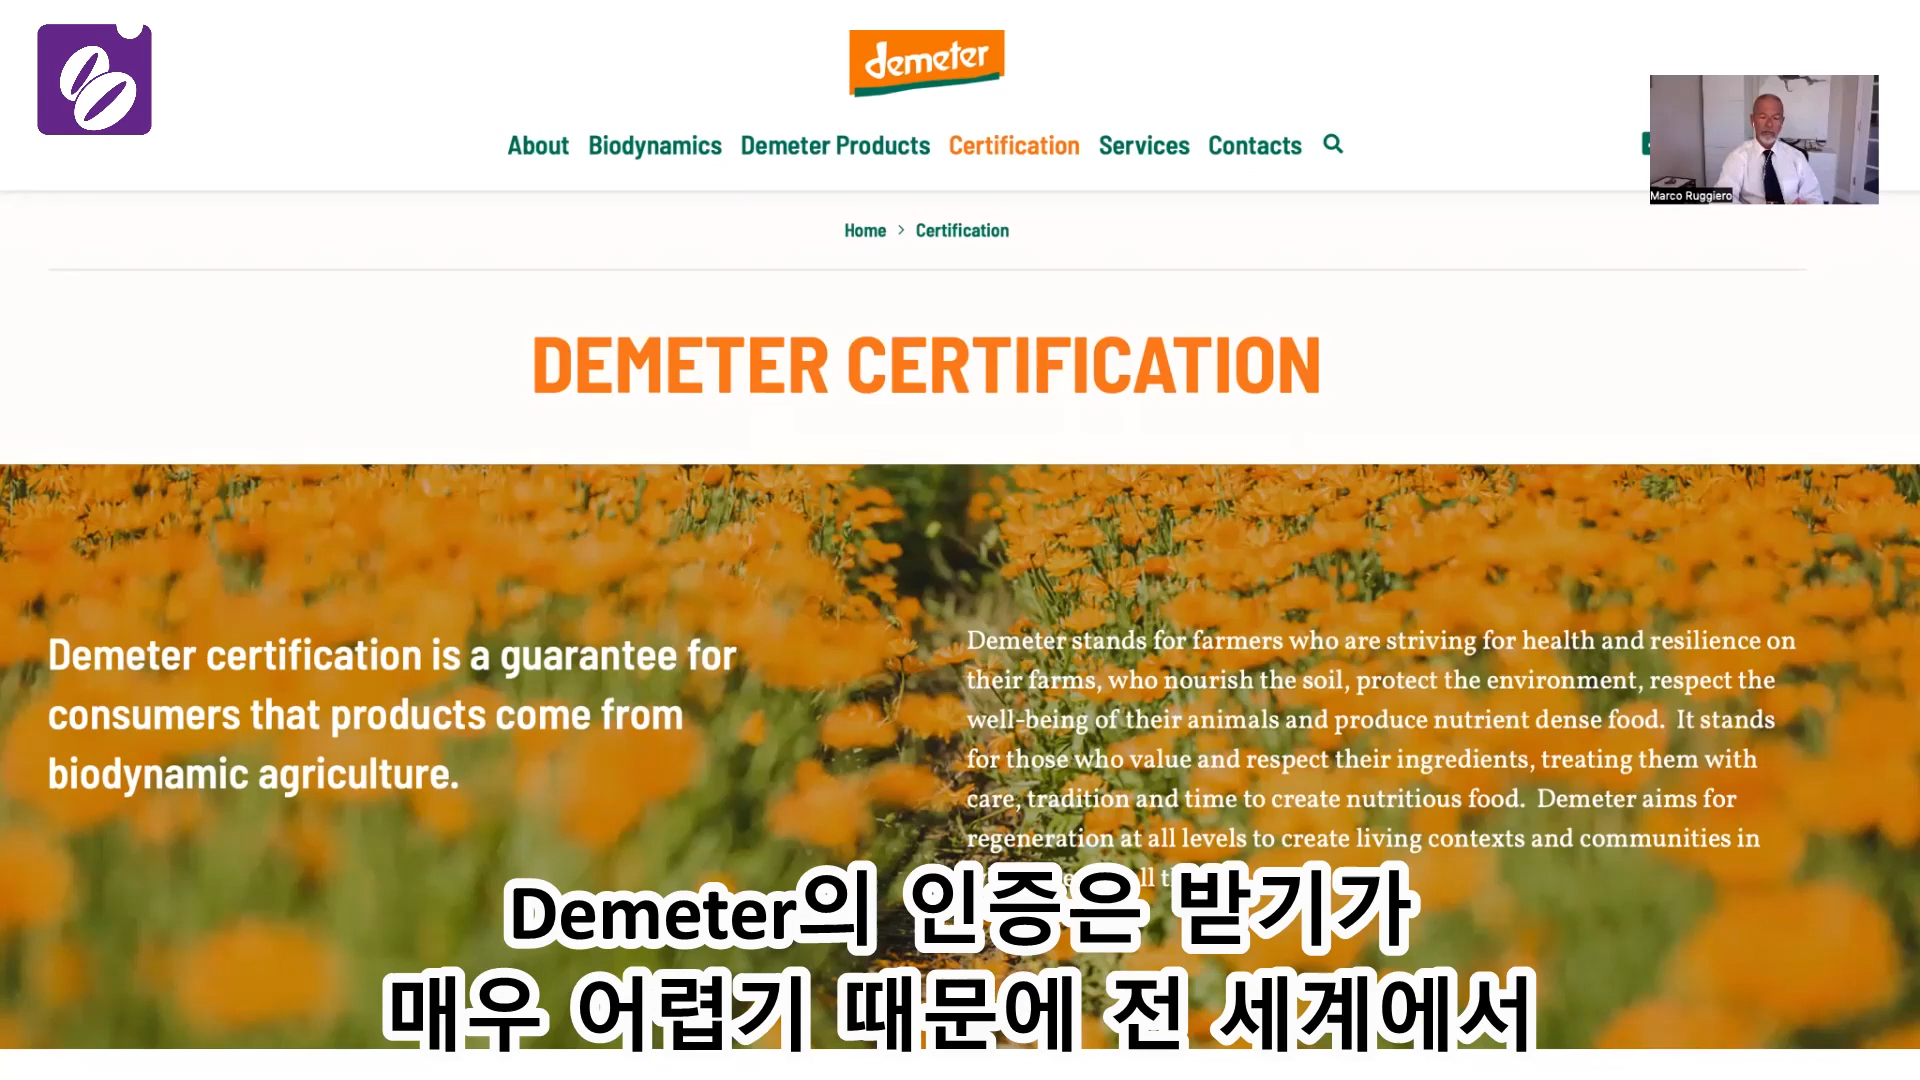 demeter
About Biodynamics Demeter Products Certification Services Contacts
Marco Ruggiero
Home > Certification
DEMETER CERTIFICATION
Demeter certification is a guarantee for
consumers that products come from
biodynamic agriculture.
Demeter stands for farmers who are striving for health and resilience on
their farms, who nourish the soil, protect the environment, respect the
well-being of their animals and produce nutrient dense food. It stands
for those who value and respect their ingredients, treating them with
care, tradition and time to create nutritious food. Demeter aims for
regeneration at all levels to create living contexts and communities in
Demeter의 인증은 받기가
매우 어렵기 때문에 전 세계에서